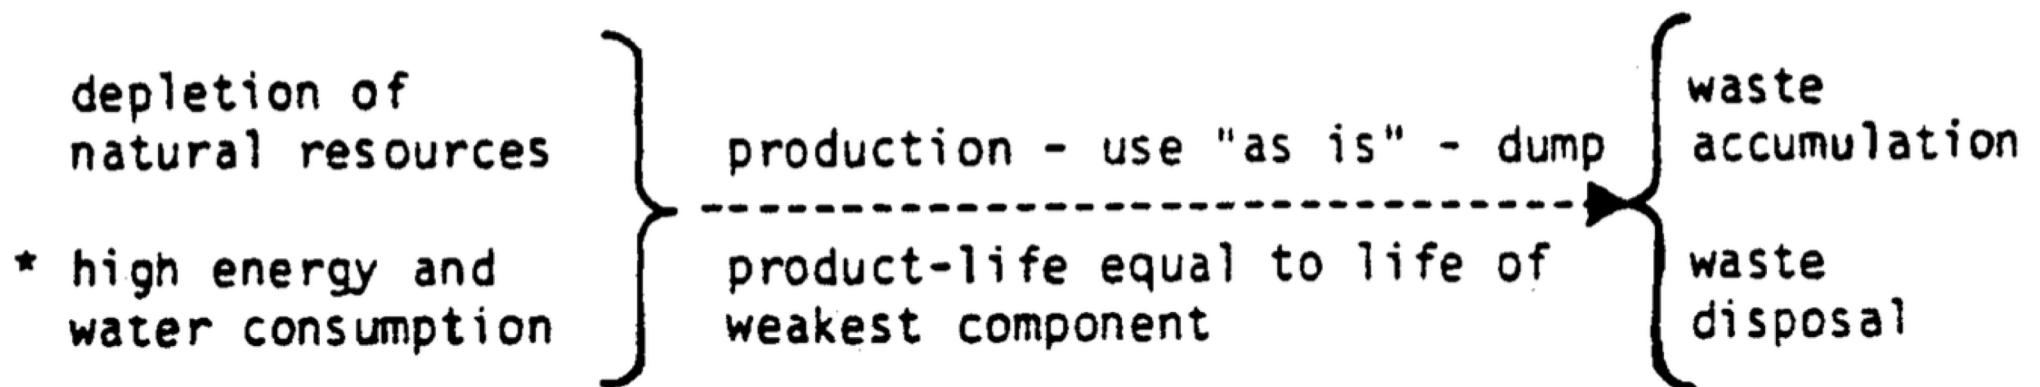 depletion of
natural resources
* high energy and
water consumption
production - use "as is" - dump
product-life equal to life of
weakest component
waste
accumulation
waste
disposal